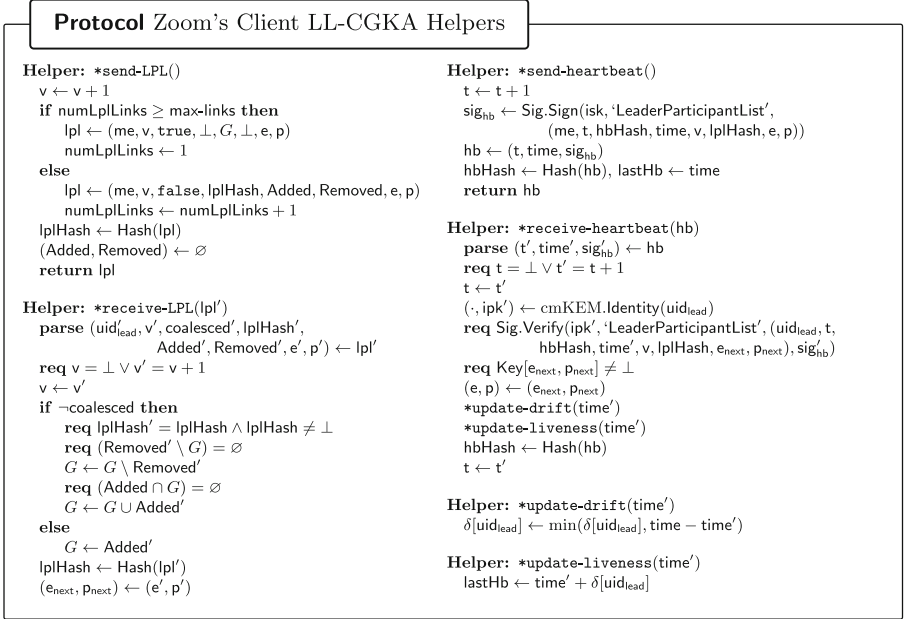 Protocol Zoom's Client LL-CGKA Helpers
Helper: *send-LPL()
v ← v + 1
if numLplLinks ≥ max-links then
lpl ← (me, v, true, ⊥, G, ⊥, e, p)
numLplLinks ← 1
else
lpl ← (me, v, false, lplHash, Added, Removed, e, p)
numLplLinks ← numLplLinks + 1
lplHash ← Hash(lpl)
(Added, Removed) ← ∅
return lpl
Helper: *receive-LPL(lpl′)
parse (uid′lead, v′, coalesced′, lplHash′,
Added′, Removed′, e′, p′) ← lpl′
req v = ⊥ ∨ v′ = v + 1
v ← v′
if ¬coalesced then
req lplHash′ = lplHash ∧ lplHash ≠ ⊥
req (Removed′ \ G) = ∅
G ← G \ Removed′
req (Added ∩ G) = ∅
G ← G ∪ Added′
else
G ← Added′
lplHash ← Hash(lpl′)
(enext, pnext) ← (e′, p′)
Helper: *send-heartbeat()
t ← t + 1
sighb ← Sig.Sign(isk, ‘LeaderParticipantList’,
(me, t, hbHash, time, v, lplHash, e, p))
hb ← (t, time, sighb)
hbHash ← Hash(hb), lastHb ← time
return hb
Helper: *receive-heartbeat(hb)
parse (t′, time′, sig′hb) ← hb
req t = ⊥ ∨ t′ = t + 1
t ← t′
(·, ipk′) ← cmKEM.Identity(uidlead)
req Sig.Verify(ipk′, ‘LeaderParticipantList’, (uidlead, t,
hbHash, time′, v, lplHash, enext, pnext), sig′hb)
req Key[enext, pnext] ≠ ⊥
(e, p) ← (enext, pnext)
*update-drift(time′)
*update-liveness(time′)
hbHash ← Hash(hb)
t ← t′
Helper: *update-drift(time′)
δ[uidlead] ← min(δ[uidlead], time − time′)
Helper: *update-liveness(time′)
lastHb ← time′ + δ[uidlead]